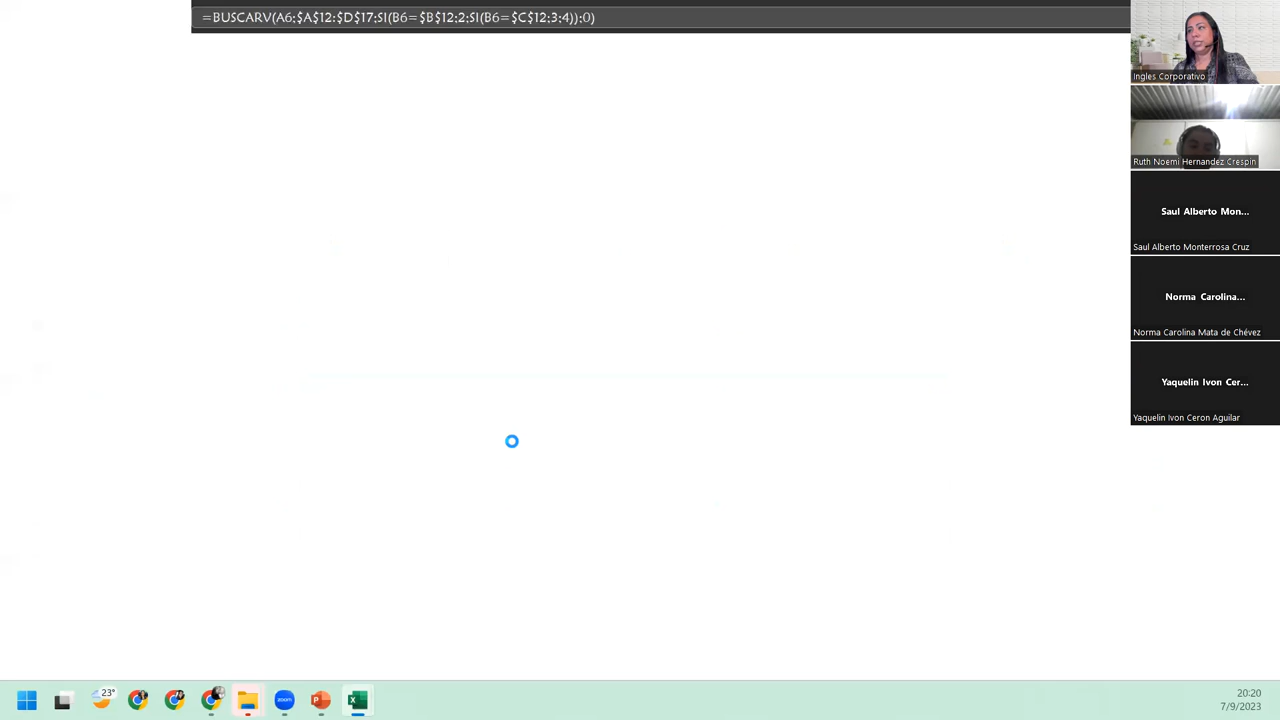 =BUSCARV(A6;$A$12:$D$17;SI(B6=$B$12;2;SI(B6=$C$12;3;4));0)
Ingles Corporativo
Ruth Noemi Hernandez Crespin
Saul Alberto Mon...
Saul Alberto Monterrosa Cruz
Norma Carolina...
Norma Carolina Mata de Chévez
Yaquelin Ivon Cer...
Yaquelin Ivon Ceron Aguilar
23°
zoom
20:20
7/9/2023